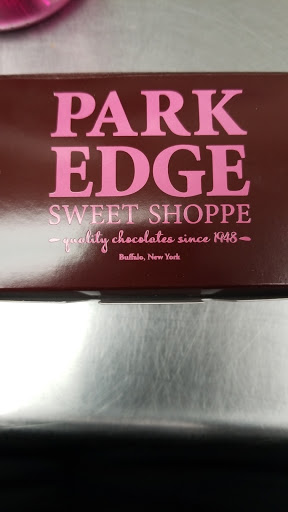 PARK
EDGE
SWEET SHOPPE
quality chocolates since 1948
Buffalo, New York